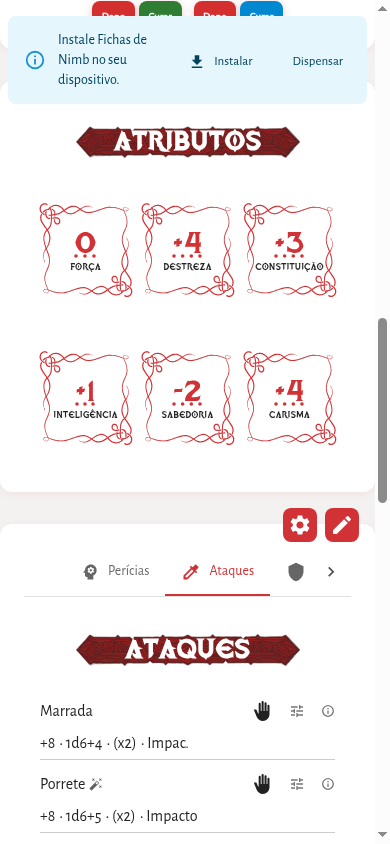 Instale Fichas de
Nimb no seu
dispositivo.
Instalar
Dispensar
ATRIBUTOS
0
FORÇA
+4
DESTREZA
+3
CONSTITUIÇÃO
+1
INTELIGÊNCIA
-2
SABEDORIA
+4
CARISMA
Perícias
Ataques
ATAQUES
Marrada
+8 · 1d6+4 · (x2) · Impac.
Porrete
+8 · 1d6+5 · (x2) · Impacto